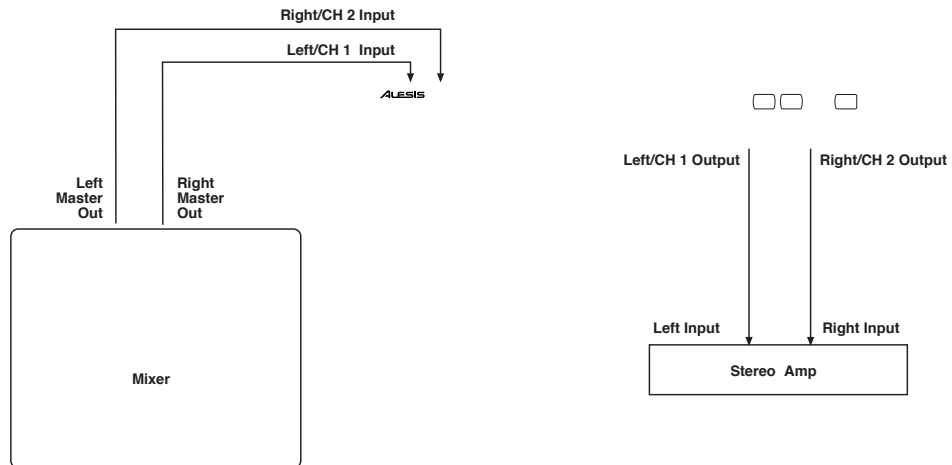 Right/CH 2 Input
Left/CH 1 Input
ALESIS
Left/CH 1 Output
Right/CH 2 Output
Left
Master
Out
Right
Master
Out
Left Input
Right Input
Mixer
Stereo Amp